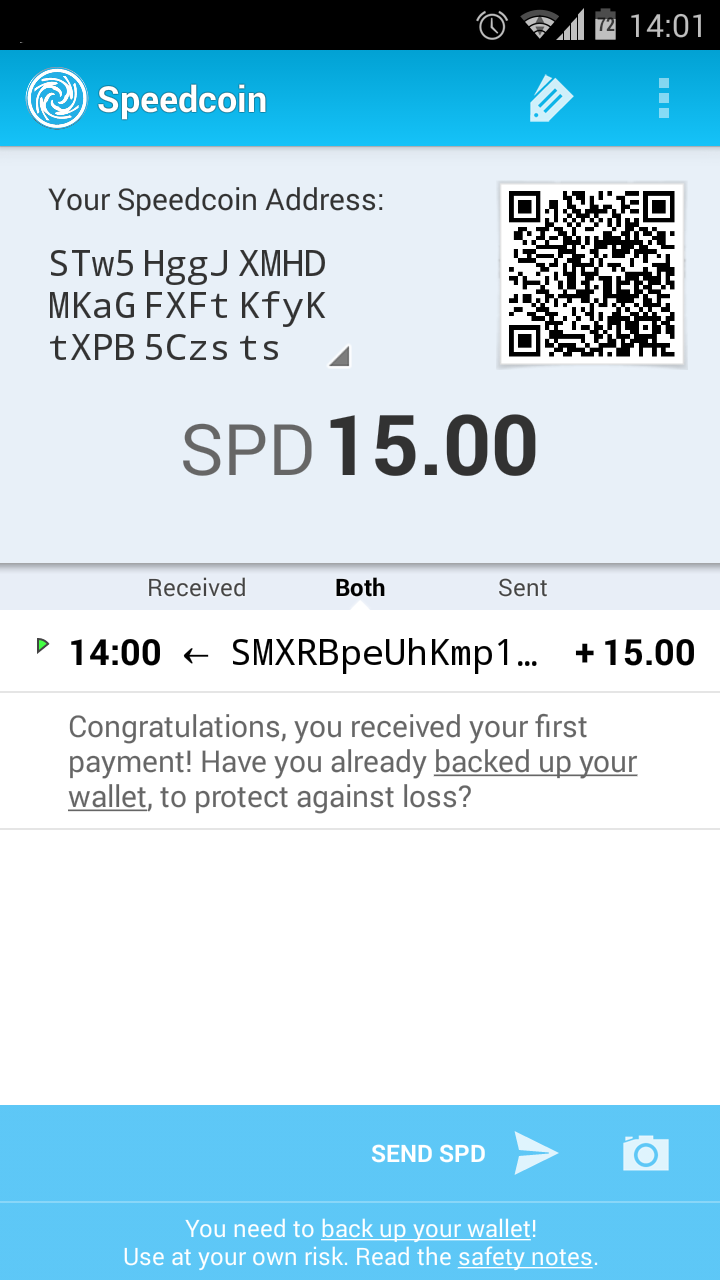 72 14:01
Speedcoin
Your Speedcoin Address:
STw5 HggJ XMHD
MKaG FXFt KfyK
tXPB 5Czs ts
SPD 15.00
Received Both Sent
14:00 ← SMXRBpeUhKmp1… + 15.00
Congratulations, you received your first
payment! Have you already backed up your
wallet, to protect against loss?
SEND SPD
You need to back up your wallet!
Use at your own risk. Read the safety notes.